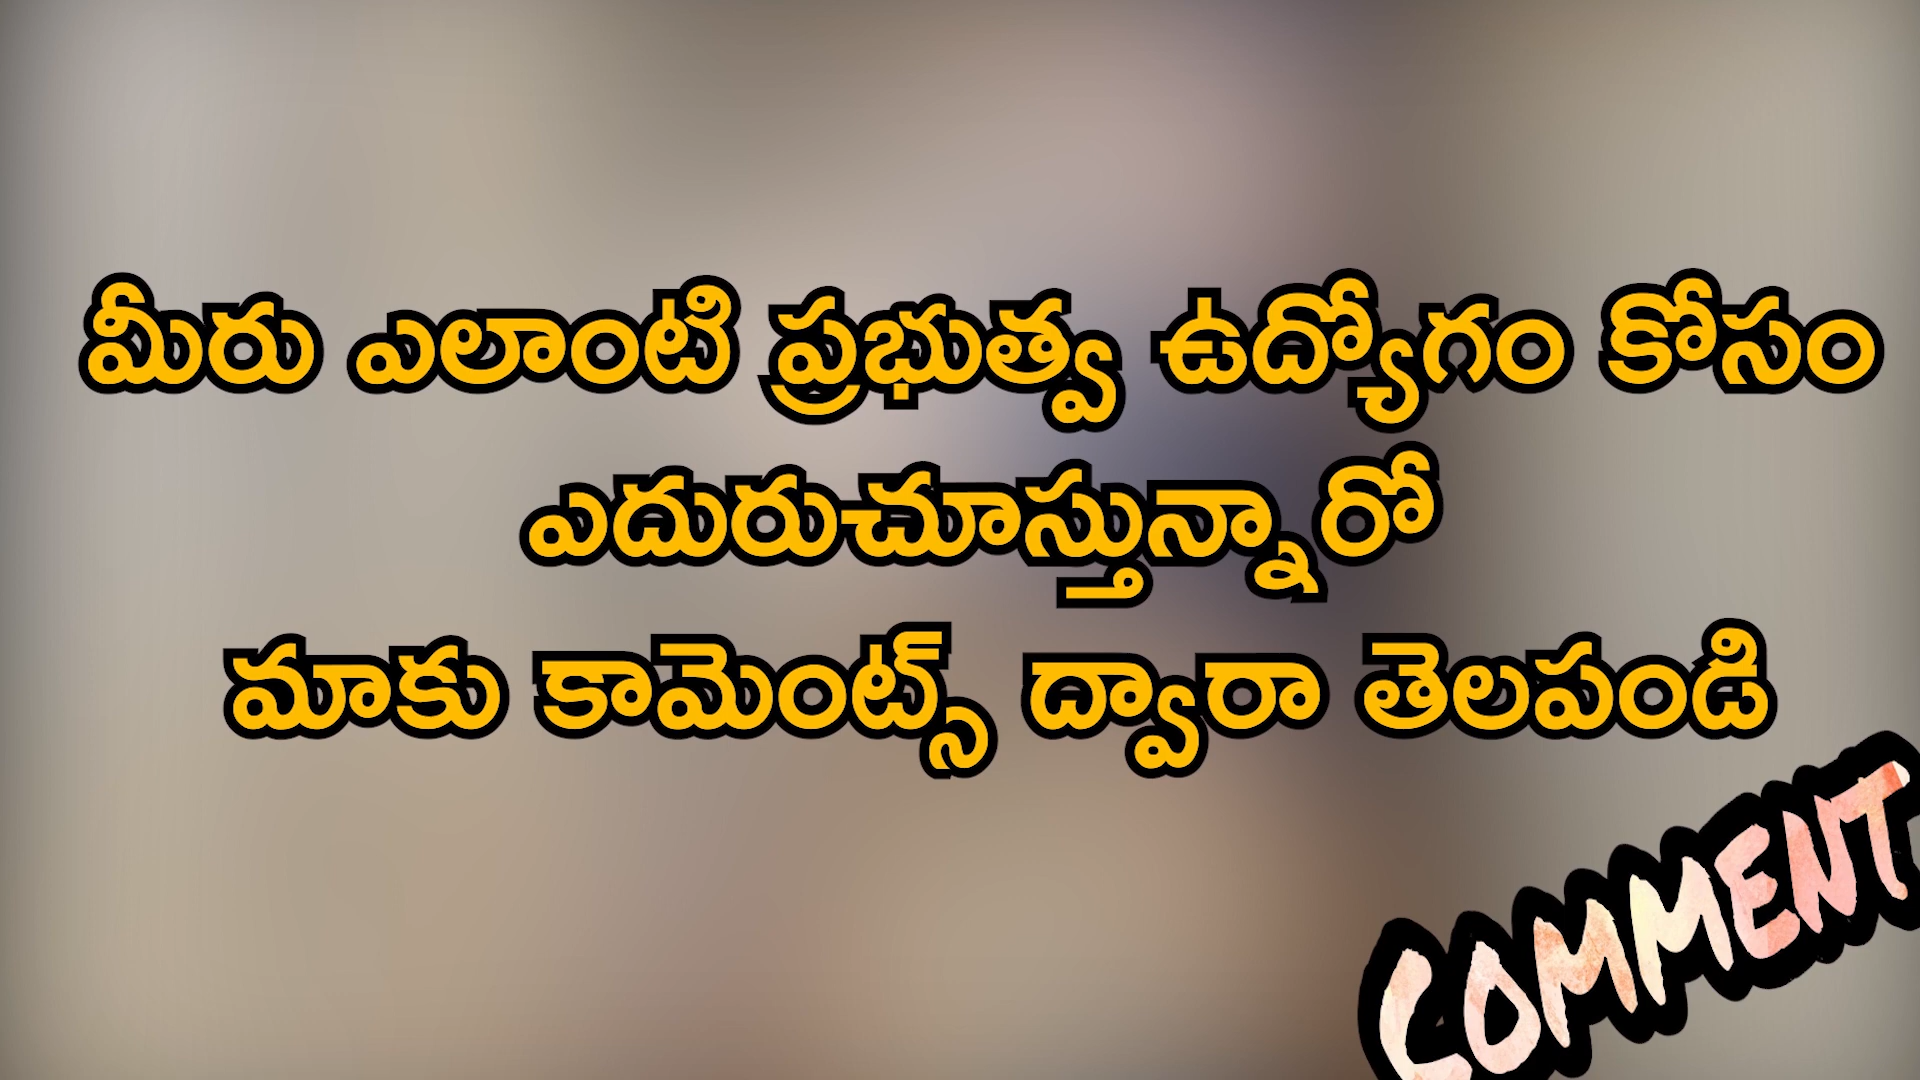 మీరు ఎలాంటి ప్రభుత్వ ఉద్యోగం కోసం
ఎదురుచూస్తున్నారో
మాకు కామెంట్స్ ద్వారా తెలపండి
COMMENT